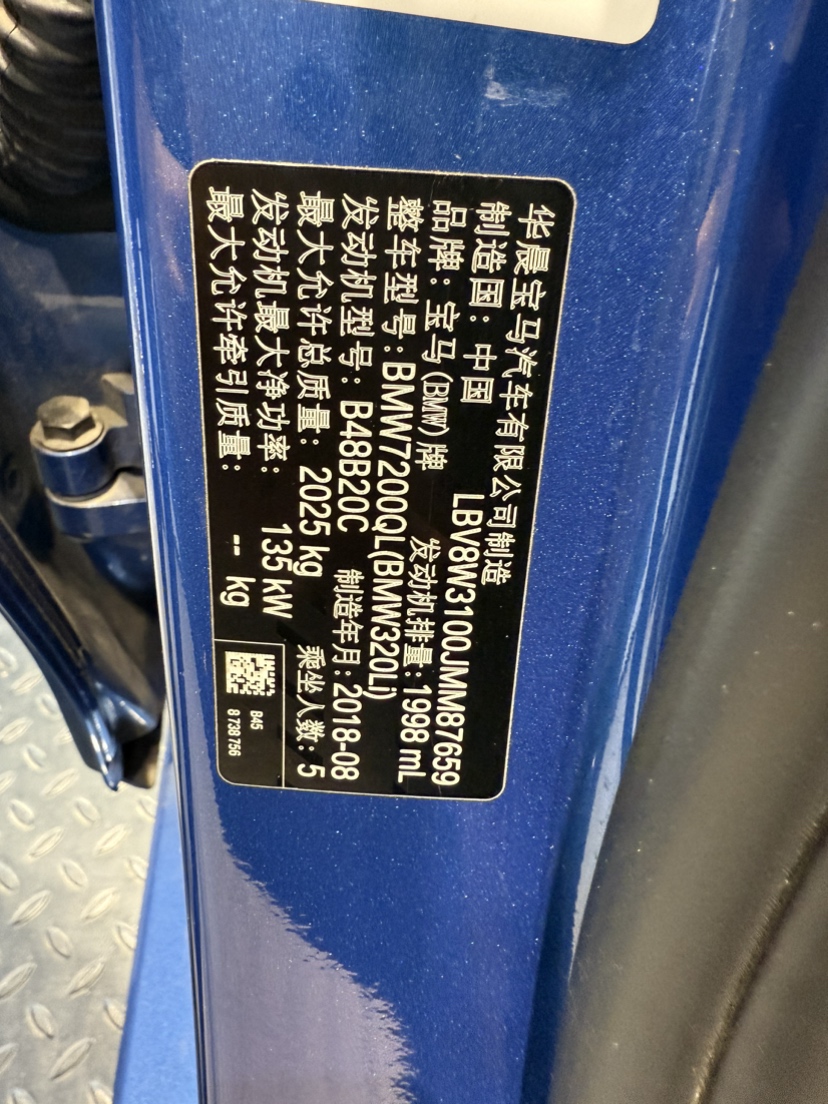 华晨宝马汽车有限公司制造
制造国：中国 LBV8W3100JMM87659
品牌：宝马(BMW)牌 发动机排量：1998 mL
整车型号：BMW7200QL(BMW320Li)
发动机型号：B48B20C 制造年月：2018-08
最大允许总质量：2025 kg 乘坐人数：5
发动机最大净功率：135 kW
最大允许牵引质量：-- kg
B45
8 738 756